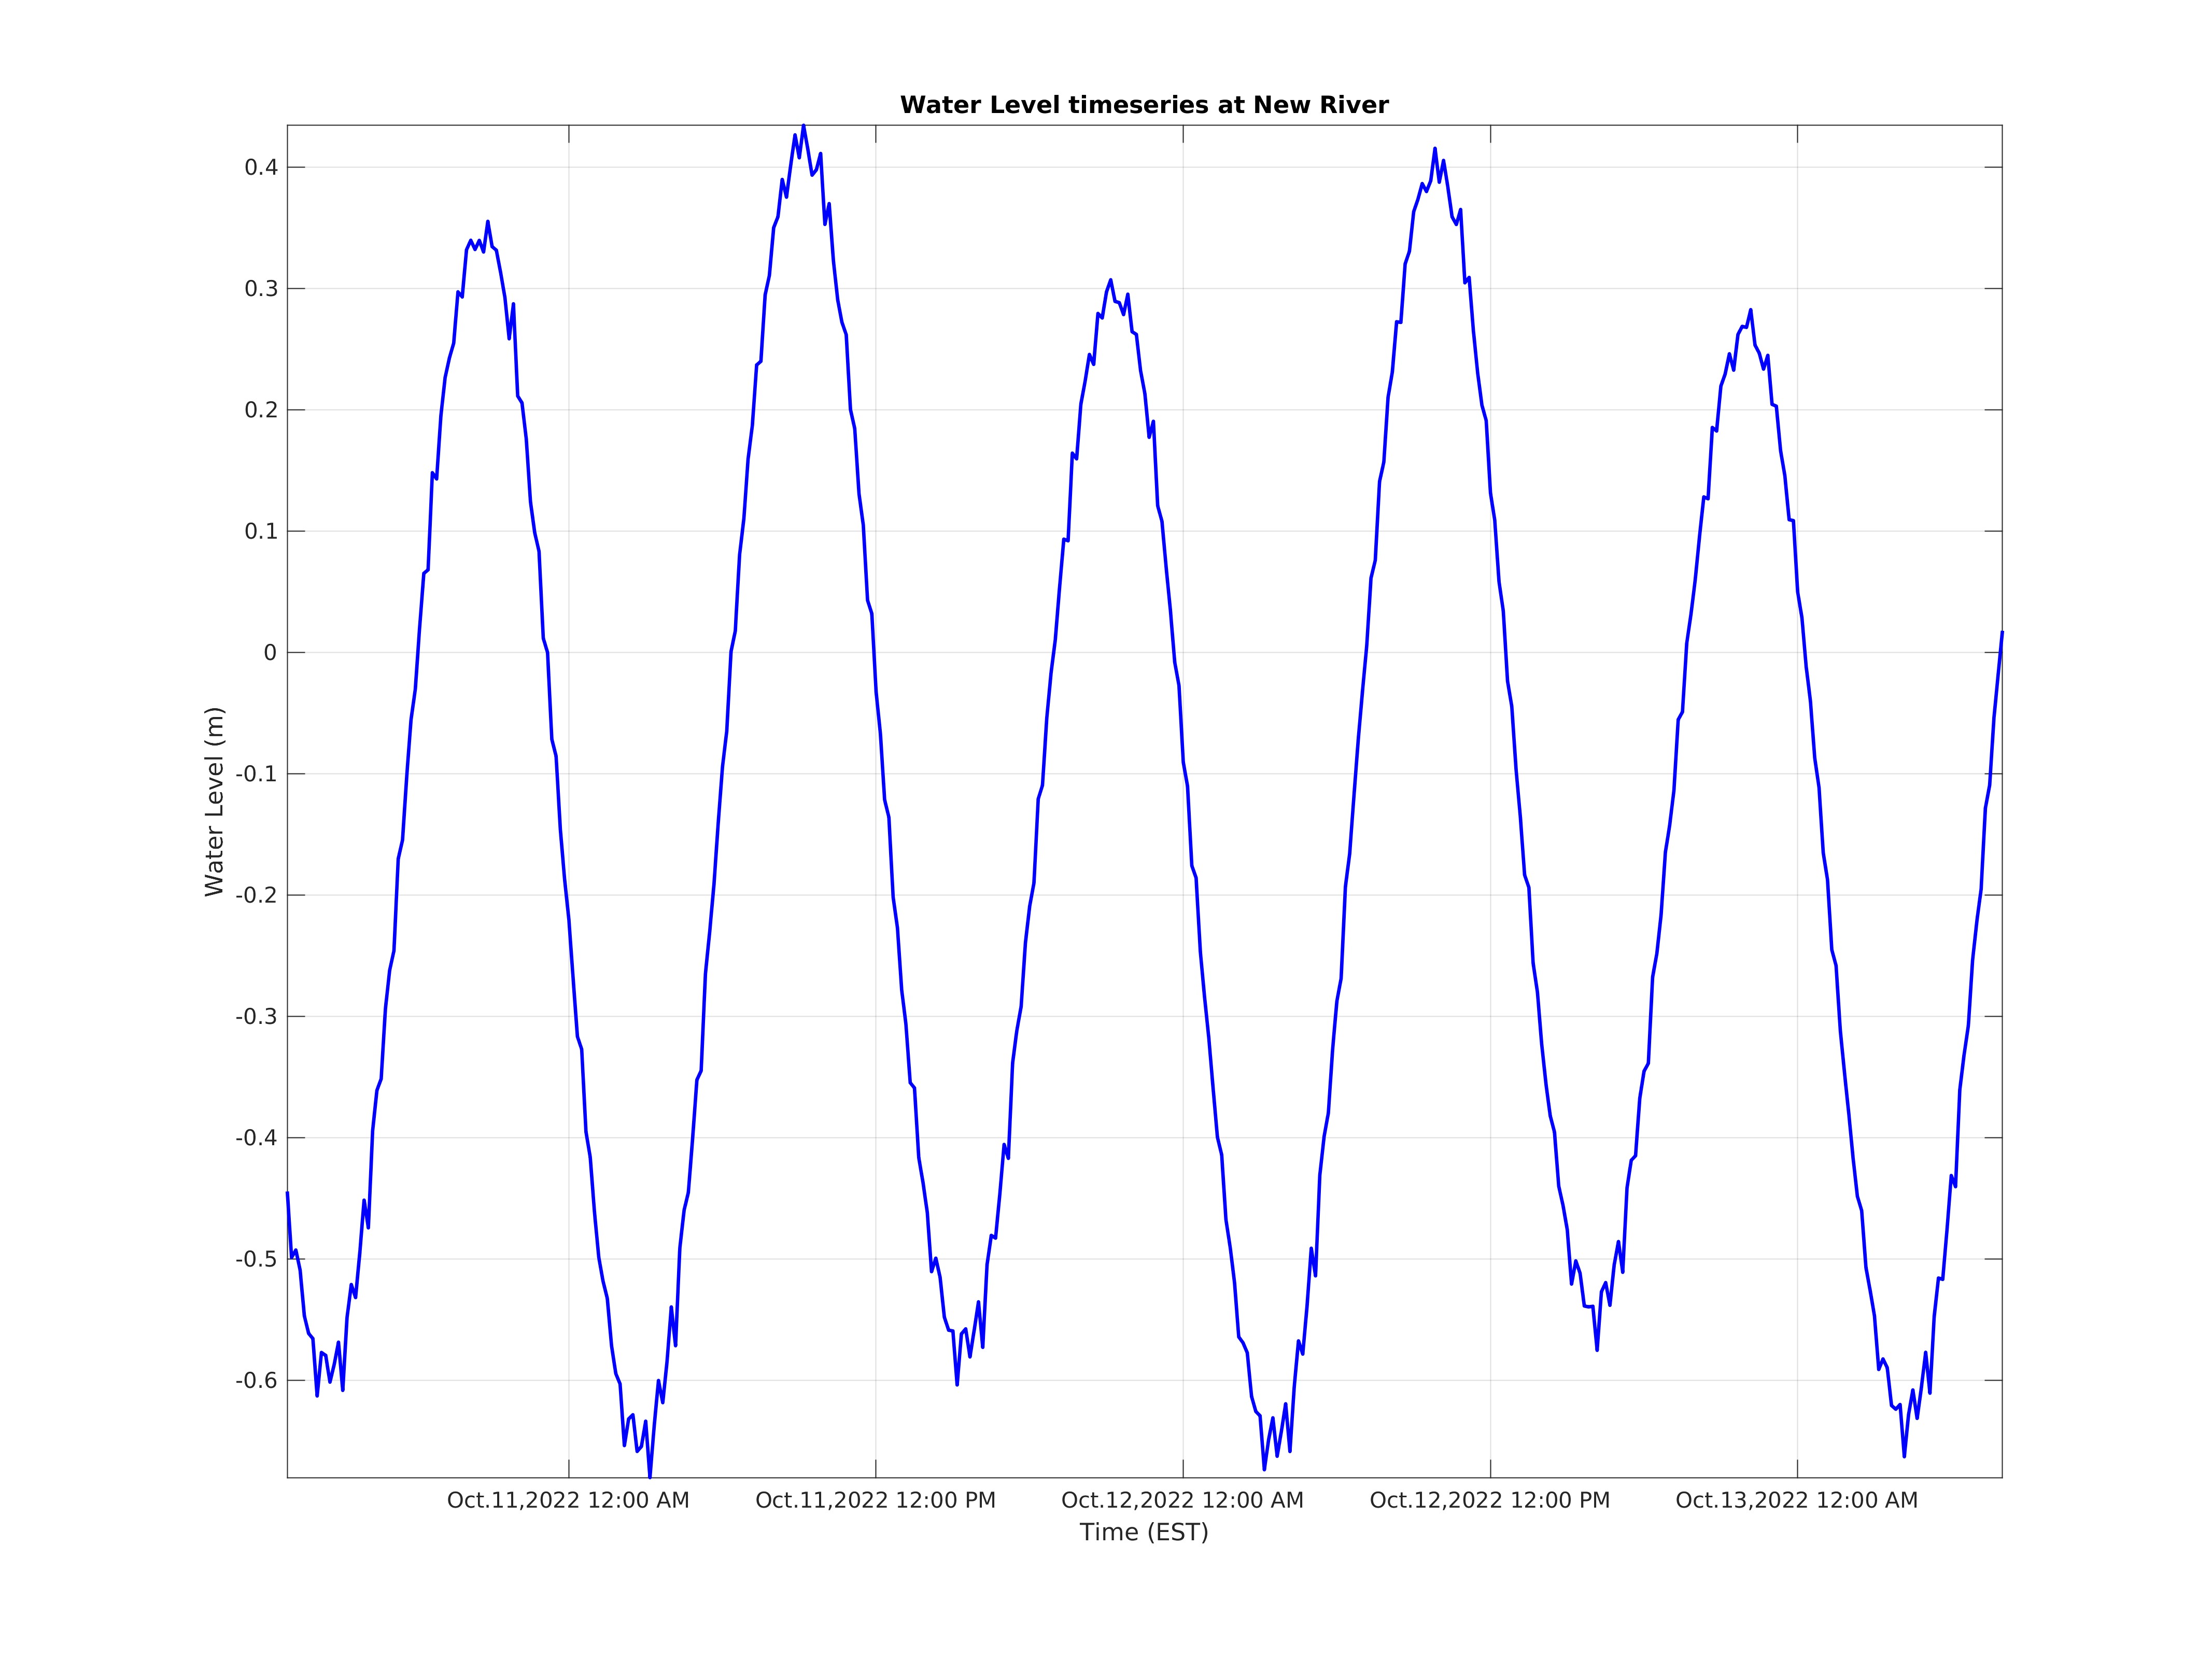 Water Level timeseries at New River
0.4
0.3
0.2
0.1
0
-0.1
-0.2
-0.3
-0.4
-0.5
-0.6
Water Level (m)
Oct.11,2022 12:00 AM Oct.11,2022 12:00 PM Oct.12,2022 12:00 AM Oct.12,2022 12:00 PM Oct.13,2022 12:00 AM
Time (EST)